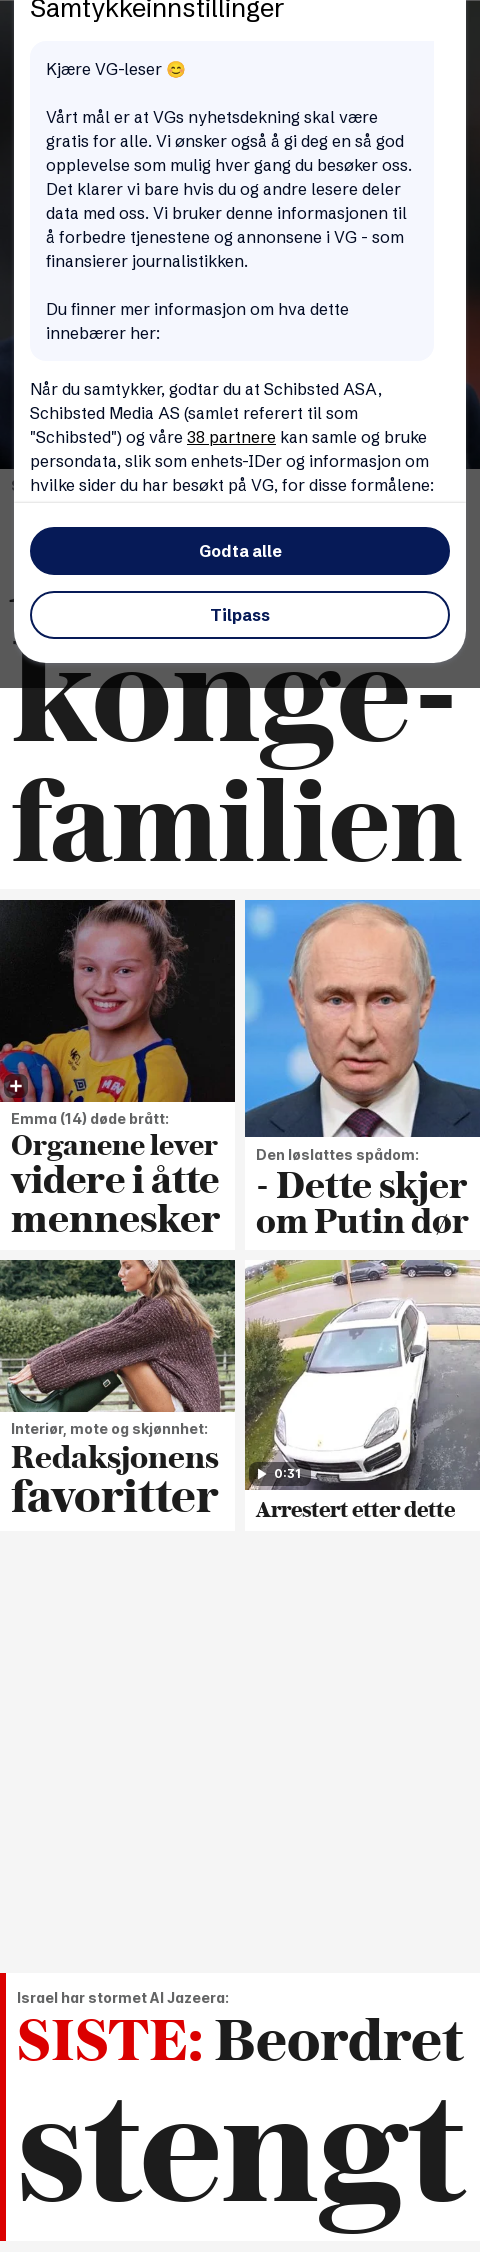 Samtykkeinnstillinger
Kjære VG-leser 😊
Vårt mål er at VGs nyhetsdekning skal være
gratis for alle. Vi ønsker også å gi deg en så god
opplevelse som mulig hver gang du besøker oss.
Det klarer vi bare hvis du og andre lesere deler
data med oss. Vi bruker denne informasjonen til
å forbedre tjenestene og annonsene i VG - som
finansierer journalistikken.
Du finner mer informasjon om hva dette
innebærer her:
Når du samtykker, godtar du at Schibsted ASA,
Schibsted Media AS (samlet referert til som
"Schibsted") og våre 38 partnere kan samle og bruke
persondata, slik som enhets-IDer og informasjon om
hvilke sider du har besøkt på VG, for disse formålene:
Godta alle
Tilpass
konge-
familien
Emma (14) døde brått:
Organene lever
videre i åtte
mennesker
Den løslattes spådom:
- Dette skjer
om Putin dør
Interiør, mote og skjønnhet:
Redaksjonens
favoritter
0:31
Arrestert etter dette
Israel har stormet Al Jazeera:
SISTE: Beordret
stengt